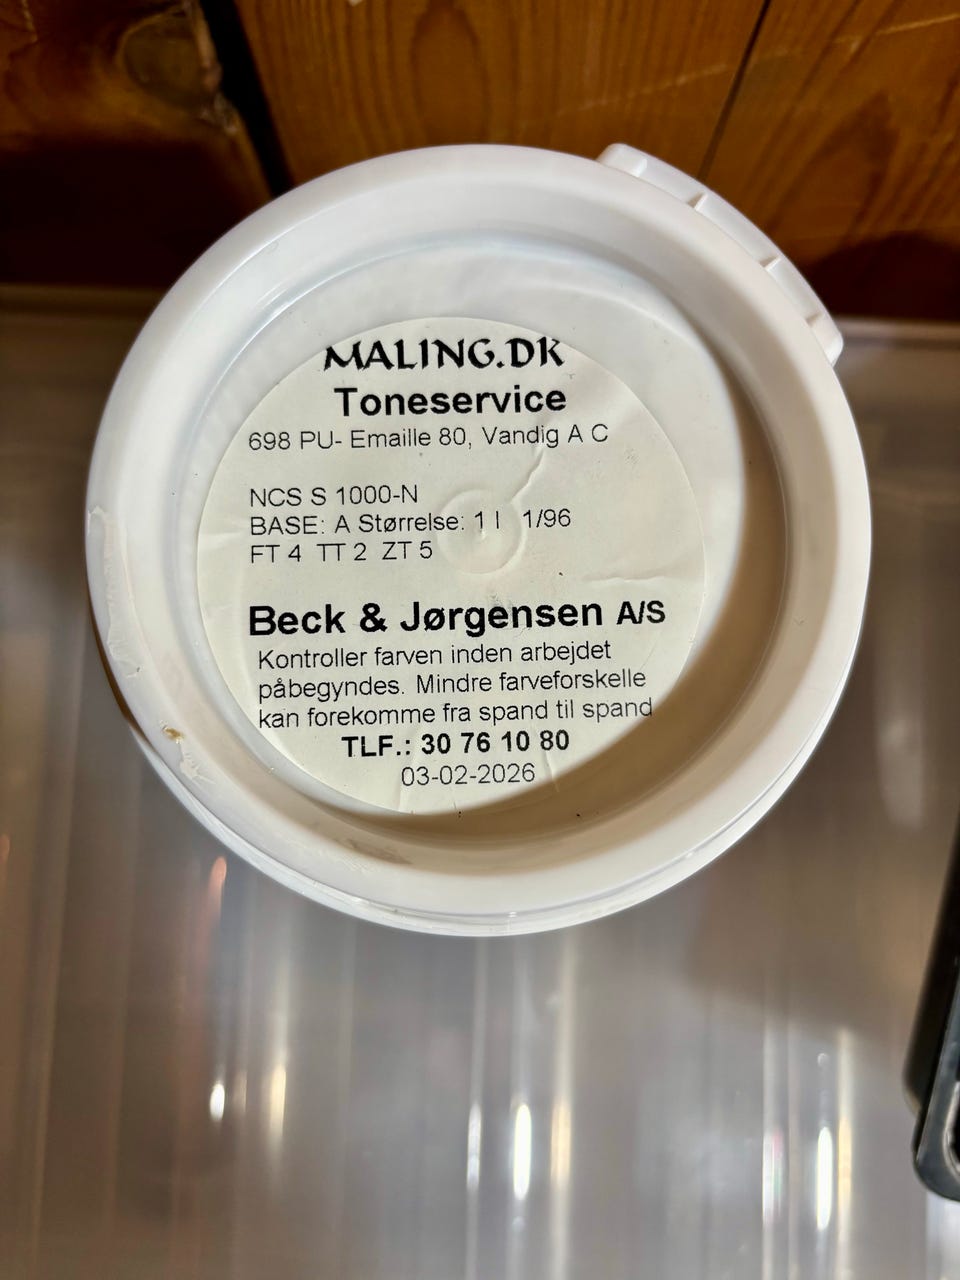 MALING.DK
Toneservice
698 PU- Emaille 80, Vandig A C
NCS S 1000-N
BASE: A Størrelse: 1 l 1/96
FT 4 TT 2 ZT 5
Beck & Jørgensen A/S
Kontroller farven inden arbejdet
påbegyndes. Mindre farveforskelle
kan forekomme fra spand til spand
TLF.: 30 76 10 80
03-02-2026